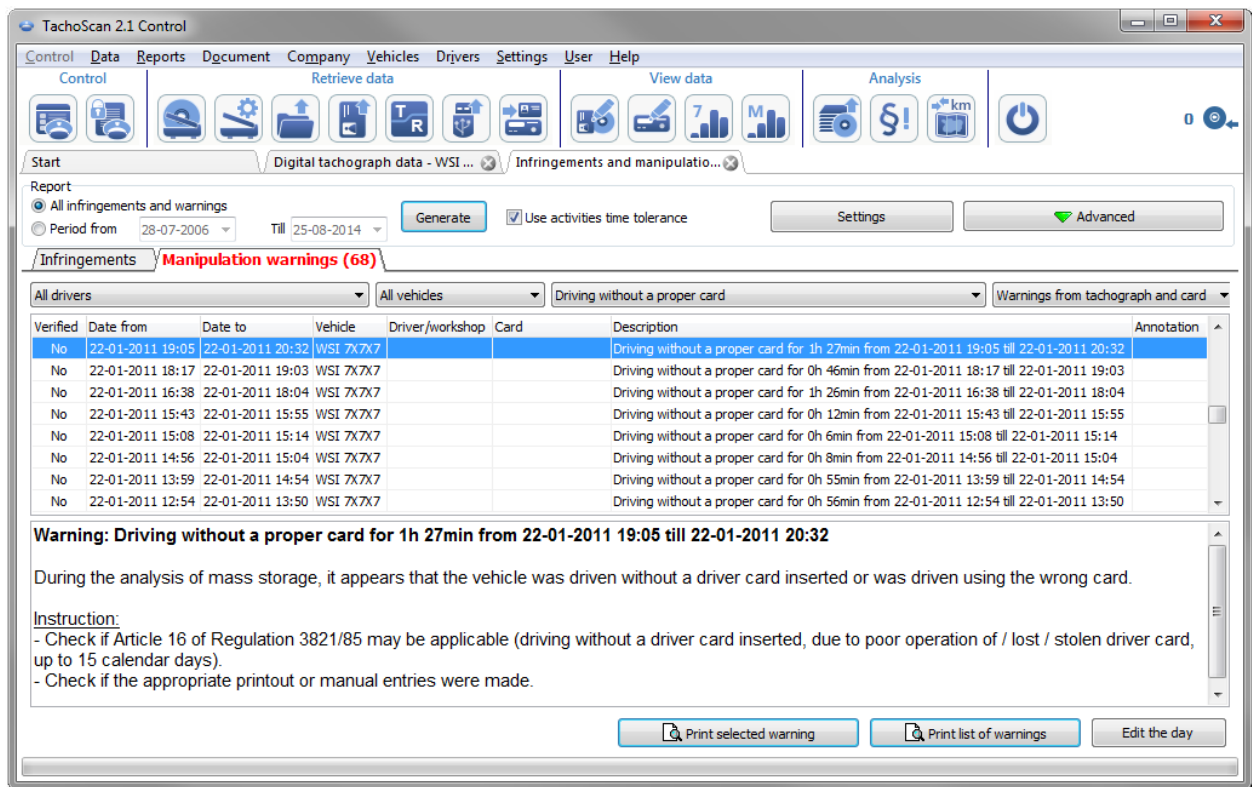 TachoScan 2.1 Control
Control Data Reports Document Company Vehicles Drivers Settings User Help
Control Retrieve data View data Analysis
T R 7 M §! km 0
Start Digital tachograph data - WSI ... Infringements and manipulatio...
Report
All infringements and warnings
Period from 28-07-2006 Till 25-08-2014 Generate Use activities time tolerance Settings Advanced
Infringements Manipulation warnings (68)
All drivers All vehicles Driving without a proper card Warnings from tachograph and card
Verified Date from Date to Vehicle Driver/workshop Card Description Annotation
No 22-01-2011 19:05 22-01-2011 20:32 WSI 7X7X7 Driving without a proper card for 1h 27min from 22-01-2011 19:05 till 22-01-2011 20:32
No 22-01-2011 18:17 22-01-2011 19:03 WSI 7X7X7 Driving without a proper card for 0h 46min from 22-01-2011 18:17 till 22-01-2011 19:03
No 22-01-2011 16:38 22-01-2011 18:04 WSI 7X7X7 Driving without a proper card for 1h 26min from 22-01-2011 16:38 till 22-01-2011 18:04
No 22-01-2011 15:43 22-01-2011 15:55 WSI 7X7X7 Driving without a proper card for 0h 12min from 22-01-2011 15:43 till 22-01-2011 15:55
No 22-01-2011 15:08 22-01-2011 15:14 WSI 7X7X7 Driving without a proper card for 0h 6min from 22-01-2011 15:08 till 22-01-2011 15:14
No 22-01-2011 14:56 22-01-2011 15:04 WSI 7X7X7 Driving without a proper card for 0h 8min from 22-01-2011 14:56 till 22-01-2011 15:04
No 22-01-2011 13:59 22-01-2011 14:54 WSI 7X7X7 Driving without a proper card for 0h 55min from 22-01-2011 13:59 till 22-01-2011 14:54
No 22-01-2011 12:54 22-01-2011 13:50 WSI 7X7X7 Driving without a proper card for 0h 56min from 22-01-2011 12:54 till 22-01-2011 13:50
Warning: Driving without a proper card for 1h 27min from 22-01-2011 19:05 till 22-01-2011 20:32
During the analysis of mass storage, it appears that the vehicle was driven without a driver card inserted or was driven using the wrong card.
Instruction:
- Check if Article 16 of Regulation 3821/85 may be applicable (driving without a driver card inserted, due to poor operation of / lost / stolen driver card,
up to 15 calendar days).
- Check if the appropriate printout or manual entries were made.
Print selected warning Print list of warnings Edit the day